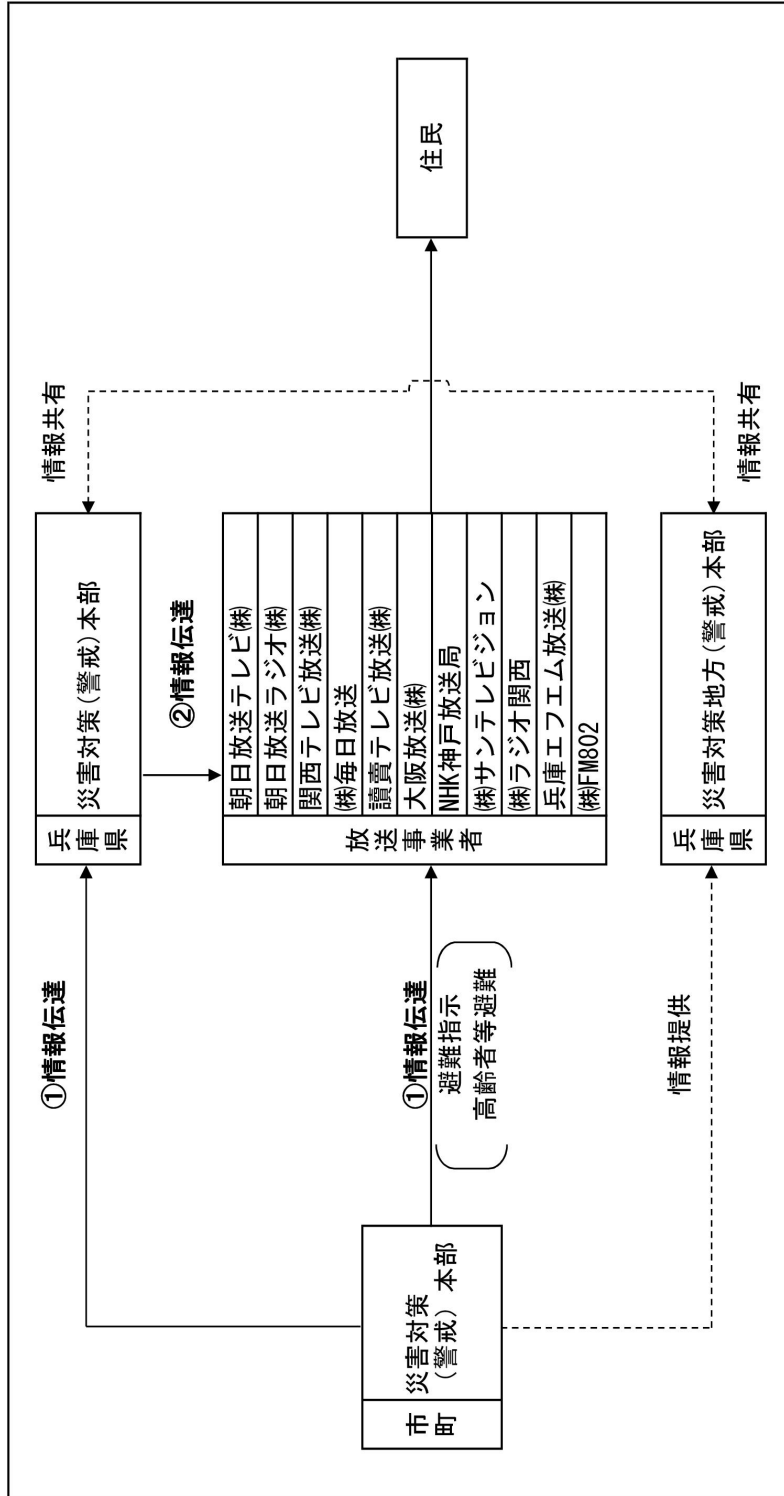 市町
災害対策
（警戒）本部
①情報伝達
①情報伝達
避難指示
高齢者等避難
情報提供
兵庫県
災害対策（警戒）本部
②情報伝達
放送事業者
朝日放送テレビ㈱
朝日放送ラジオ㈱
関西テレビ放送㈱
㈱毎日放送
讀賣テレビ放送㈱
大阪放送㈱
NHK神戸放送局
㈱サンテレビジョン
㈱ラジオ関西
兵庫エフエム放送㈱
㈱FM802
兵庫県
災害対策地方（警戒）本部
情報共有
情報共有
住民